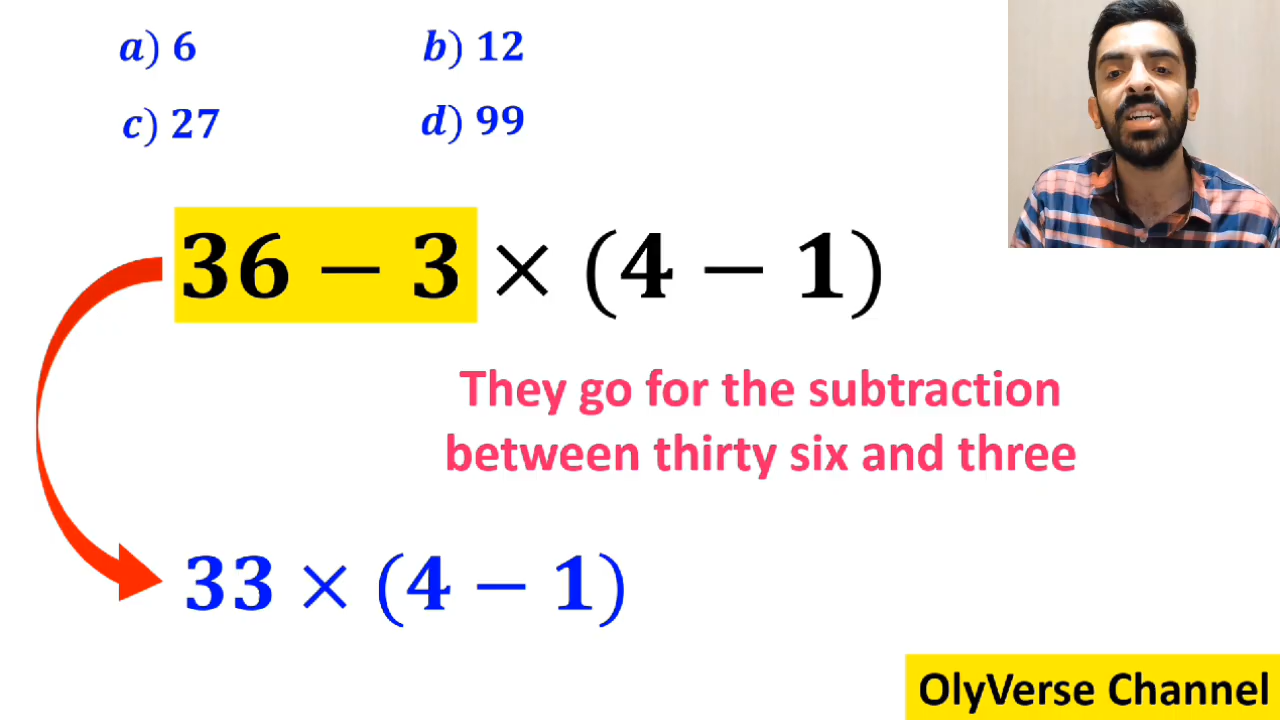 a) 6 b) 12
c) 27 d) 99
36 − 3 × (4 − 1)
They go for the subtraction
between thirty six and three
33 × (4 − 1)
OlyVerse Channel